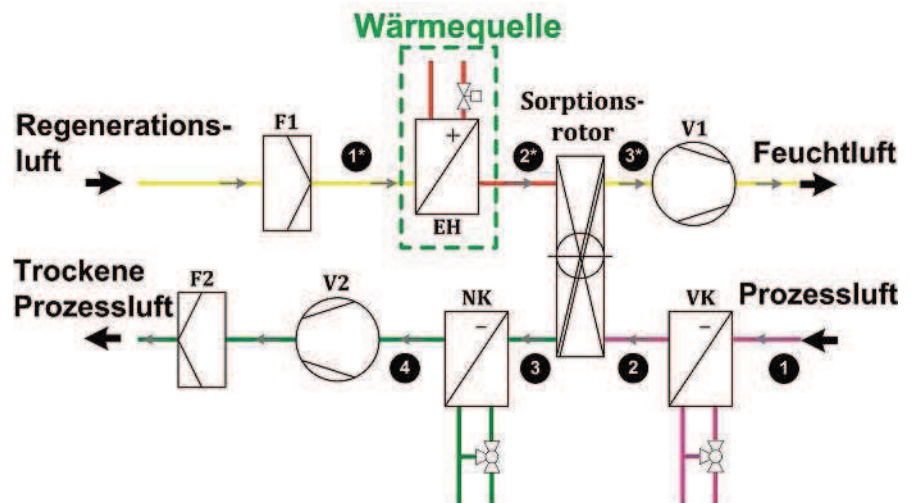 Wärmequelle
Sorptions-
rotor
Regenerations-
luft
F1
1*
+
2*
3*
V1
Feuchtluft
EH
Trockene
Prozessluft
F2
V2
NK
VK
Prozessluft
-
-
4
3
2
1